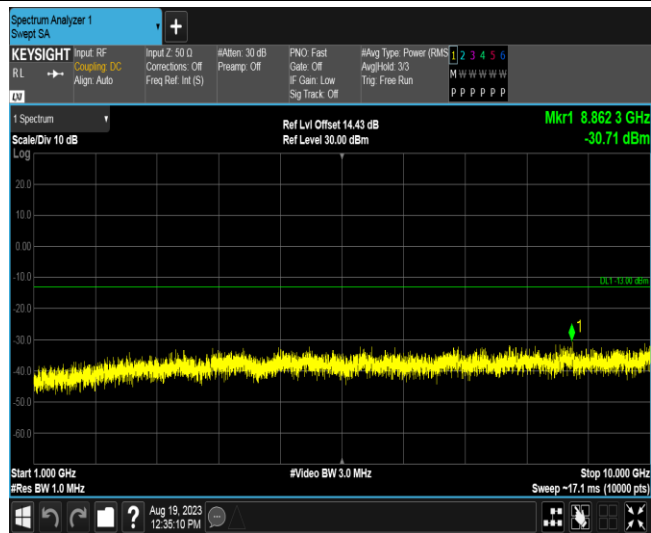 Spectrum Analyzer 1
Swept SA
+
KEYSIGHT Input: RF Input Z: 50 Ω #Atten: 30 dB PNO: Fast #Avg Type: Power (RMS 1 2 3 4 5 6
RL Coupling: DC Corrections: Off Preamp: Off Gate: Off Avg|Hold: 3/3 M W W W W W
Align: Auto Freq Ref: Int (S) IF Gain: Low Trig: Free Run
Sig Track: Off P P P P P P
LXI
1 Spectrum Ref Lvl Offset 14.43 dB Mkr1 8.862 3 GHz
Scale/Div 10 dB Ref Level 30.00 dBm -30.71 dBm
Log
20.0
10.0
0.00
-10.0
DL1 -13.00 dBm
-20.0
1
-30.0
-40.0
-50.0
-60.0
Start 1.000 GHz #Video BW 3.0 MHz Stop 10.000 GHz
#Res BW 1.0 MHz Sweep ~17.1 ms (10000 pts)
? Aug 19, 2023
12:35:10 PM